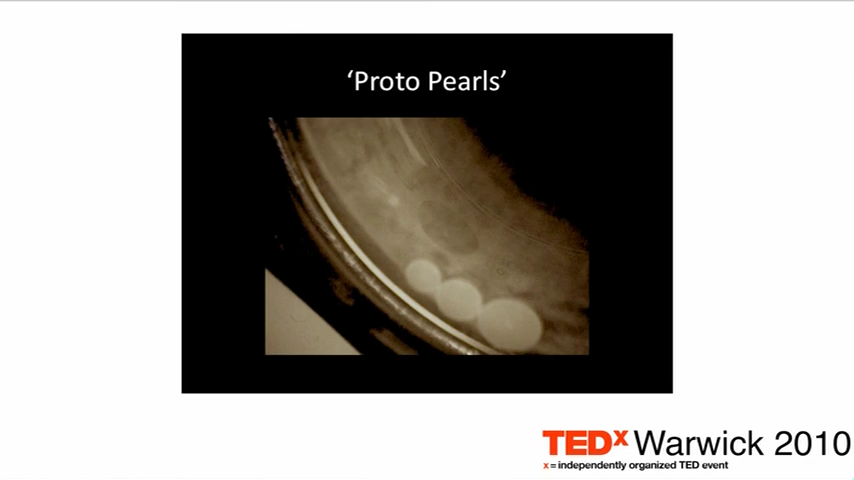 ‘Proto Pearls’
TEDx Warwick 2010
x = independently organized TED event